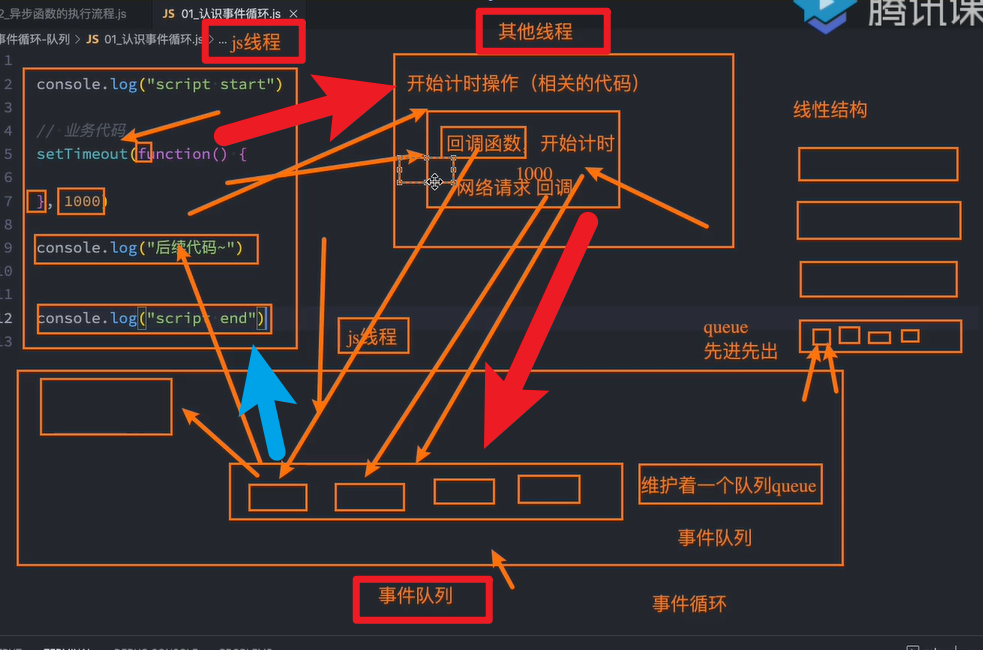 2_异步函数的执行流程.js
JS 01_认识事件循环.js ×
事件循环-队列 > JS 01_认识事件循环.js > ...
js线程
其他线程
腾讯课
1
2 console.log("script start")
3
4 // 业务代码
5 setTimeout(function() {
6
7 }, 1000)
8
9 console.log("后续代码~")
10
11
12 console.log("script end")
13
开始计时操作（相关的代码）
回调函数 开始计时
1000
网络请求 回调
线性结构
js线程
queue
先进先出
维护着一个队列queue
事件队列
事件队列
事件循环